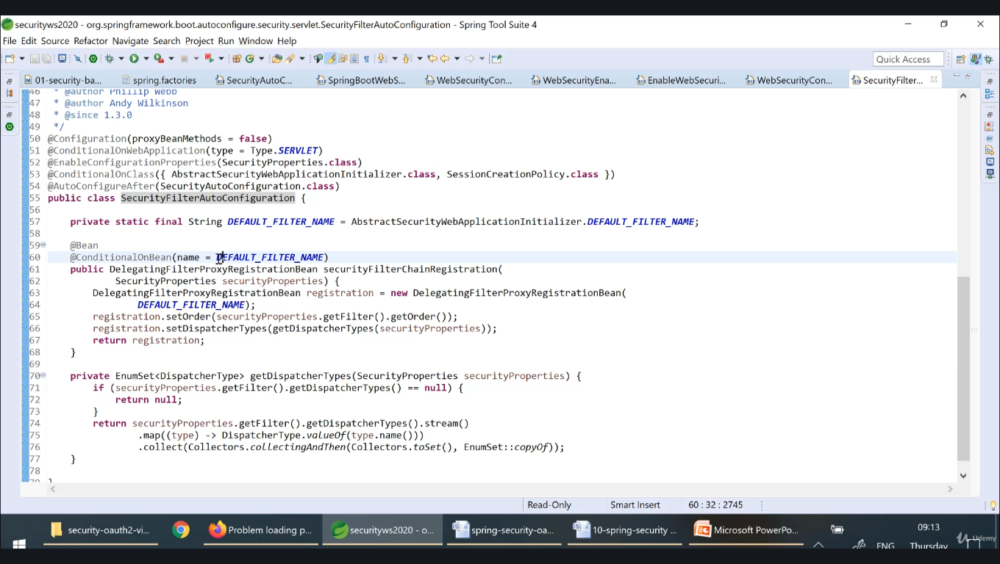 securityws2020 - org.springframework.boot.autoconfigure.security.servlet.SecurityFilterAutoConfiguration - Spring Tool Suite 4
File Edit Source Refactor Navigate Search Project Run Window Help
Quick Access
01-security-ba... spring.factories SecurityAutoC... SpringBootWebS... WebSecurityCon... WebSecurityEna... EnableWebSecuri... WebSecurityCon... SecurityFilter...
46 * @author Phillip Webb
47 * @author Andy Wilkinson
48 * @since 1.3.0
49 */
50 @Configuration(proxyBeanMethods = false)
51 @ConditionalOnWebApplication(type = Type.SERVLET)
52 @EnableConfigurationProperties(SecurityProperties.class)
53 @ConditionalOnClass({ AbstractSecurityWebApplicationInitializer.class, SessionCreationPolicy.class })
54 @AutoConfigureAfter(SecurityAutoConfiguration.class)
55 public class SecurityFilterAutoConfiguration {
56
57 private static final String DEFAULT_FILTER_NAME = AbstractSecurityWebApplicationInitializer.DEFAULT_FILTER_NAME;
58
59 @Bean
60 @ConditionalOnBean(name = DEFAULT_FILTER_NAME)
61 public DelegatingFilterProxyRegistrationBean securityFilterChainRegistration(
62 SecurityProperties securityProperties) {
63 DelegatingFilterProxyRegistrationBean registration = new DelegatingFilterProxyRegistrationBean(
64 DEFAULT_FILTER_NAME);
65 registration.setOrder(securityProperties.getFilter().getOrder());
66 registration.setDispatcherTypes(getDispatcherTypes(securityProperties));
67 return registration;
68 }
69
70 private EnumSet<DispatcherType> getDispatcherTypes(SecurityProperties securityProperties) {
71 if (securityProperties.getFilter().getDispatcherTypes() == null) {
72 return null;
73 }
74 return securityProperties.getFilter().getDispatcherTypes().stream()
75 .map((type) -> DispatcherType.valueOf(type.name()))
76 .collect(Collectors.collectingAndThen(Collectors.toSet(), EnumSet::copyOf));
77 }
78
79 }
Read-Only Smart Insert 60 : 32 : 2745
security-oauth2-vi... Problem loading p... securityws2020 - o... spring-security-oa... 10-spring-security ... Microsoft PowerPo... 09:13
ENG Thursday
Udemy